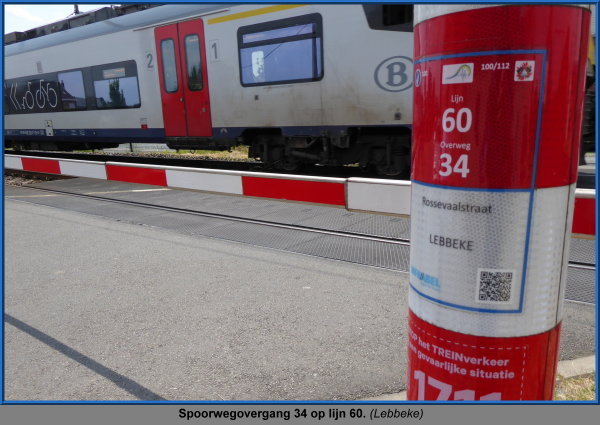 2
1
B
100/112
Lijn
60
Overweg
34
Rossevaalstraat
LEBBEKE
het TREINverkeer
gevaarlijke situatie
1711
Spoorwegovergang 34 op lijn 60. (Lebbeke)